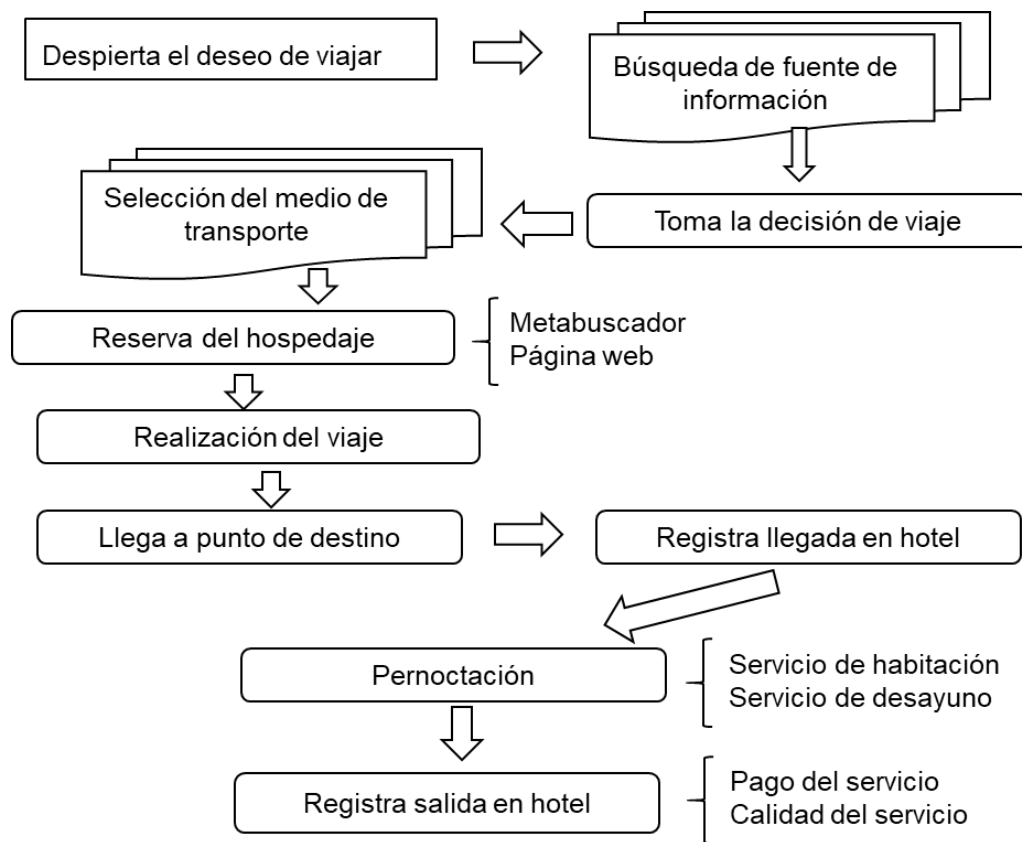 Despierta el deseo de viajar
Búsqueda de fuente de
información
Toma la decisión de viaje
Selección del medio de
transporte
Reserva del hospedaje
Metabuscador
Página web
Realización del viaje
Llega a punto de destino
Registra llegada en hotel
Pernoctación
Servicio de habitación
Servicio de desayuno
Registra salida en hotel
Pago del servicio
Calidad del servicio